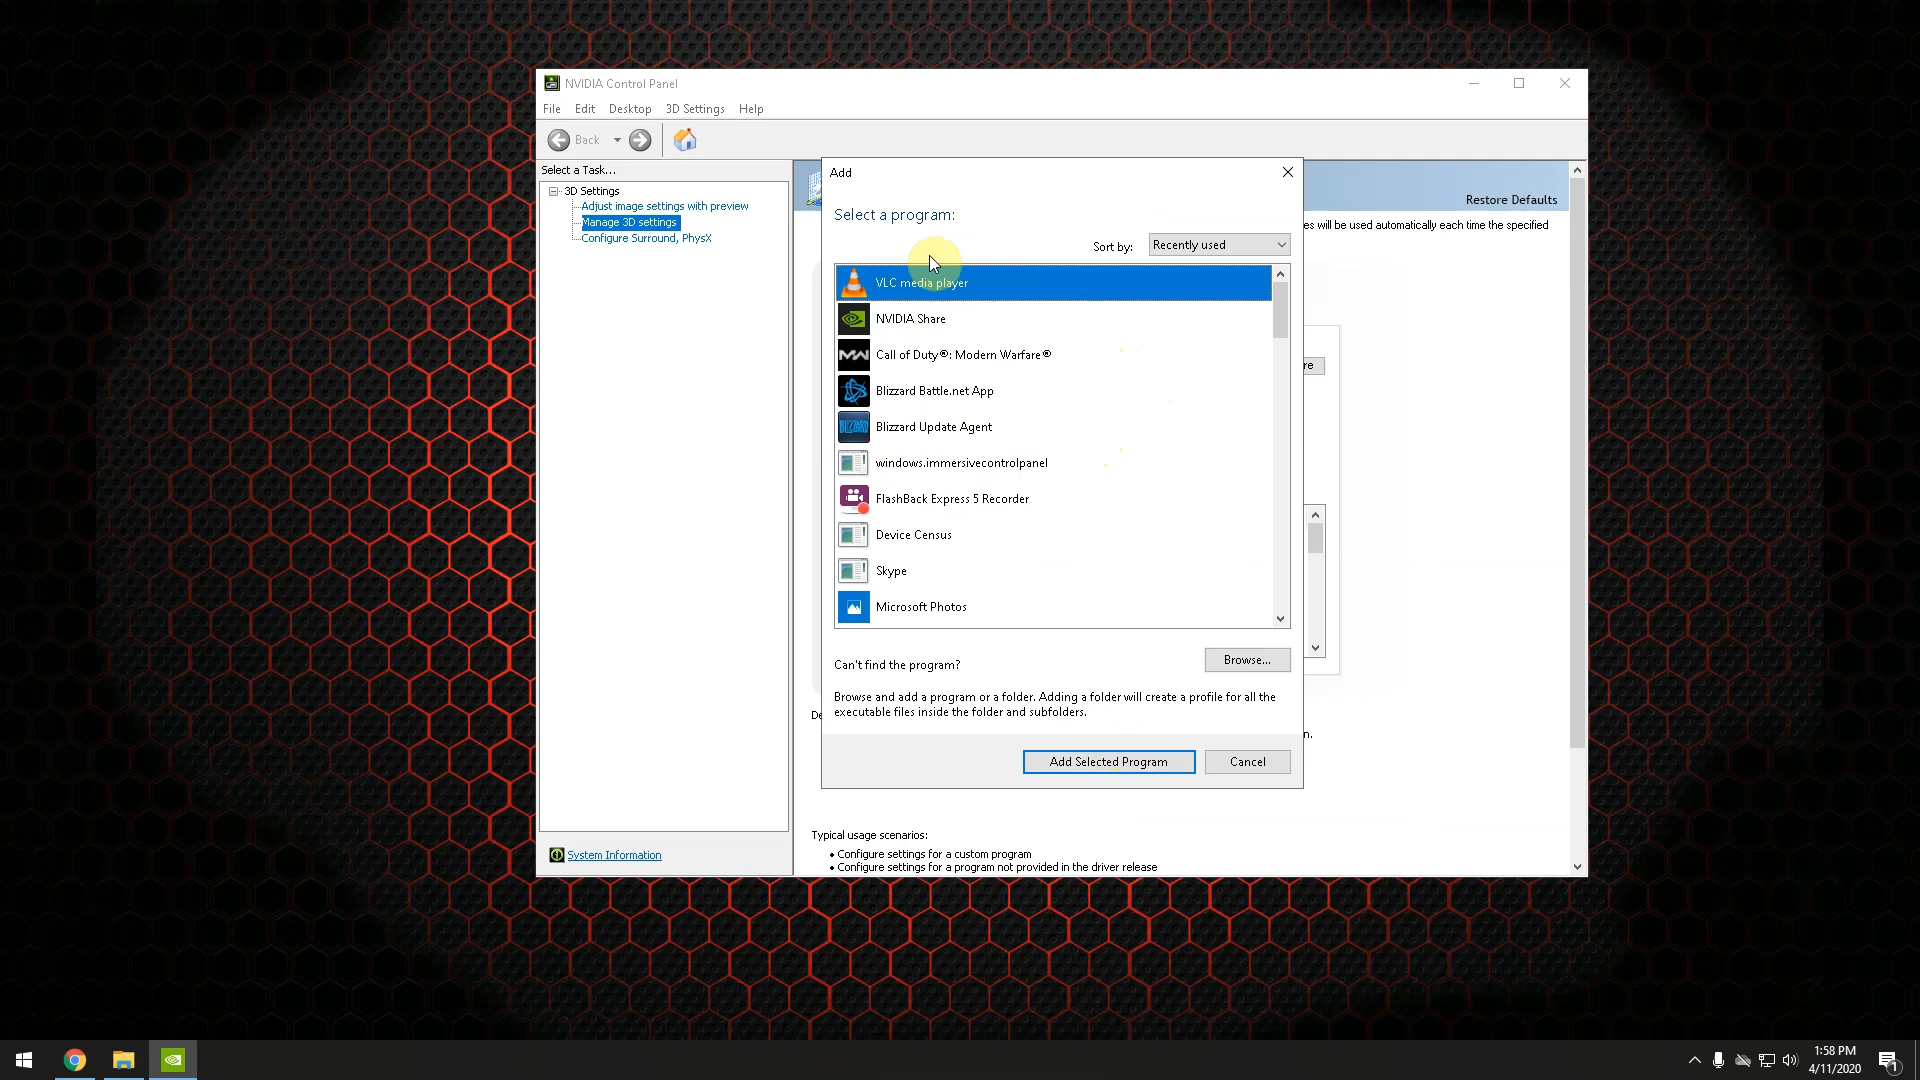 NVIDIA Control Panel
File Edit Desktop 3D Settings Help
Back
Select a Task...
3D Settings
Adjust image settings with preview
Manage 3D settings
Configure Surround, PhysX
System Information
Restore Defaults
es will be used automatically each time the specified
re
n.
De
Typical usage scenarios:
• Configure settings for a custom program
• Configure settings for a program not provided in the driver release
Add
Select a program:
Sort by: Recently used
VLC media player
NVIDIA Share
Call of Duty®: Modern Warfare®
Blizzard Battle.net App
BLIZZARD
Blizzard Update Agent
windows.immersivecontrolpanel
FlashBack Express 5 Recorder
Device Census
Skype
Microsoft Photos
Can't find the program?
Browse...
Browse and add a program or a folder. Adding a folder will create a profile for all the
executable files inside the folder and subfolders.
Add Selected Program Cancel
1:58 PM
4/11/2020
1